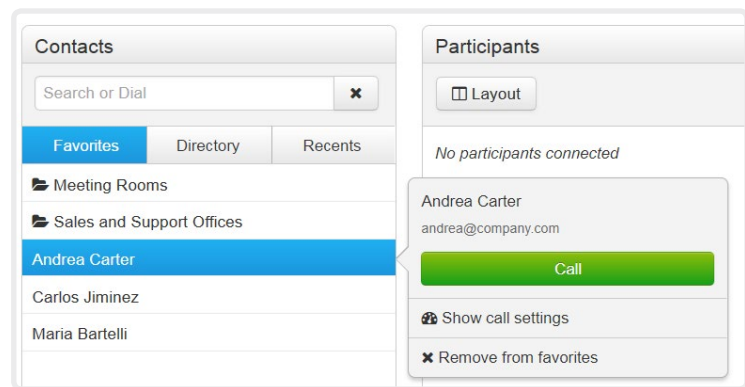 Contacts
Search or Dial
Favorites Directory Recents
Meeting Rooms
Sales and Support Offices
Andrea Carter
Carlos Jiminez
Maria Bartelli
Participants
Layout
No participants connected
Andrea Carter
andrea@company.com
Call
Show call settings
Remove from favorites